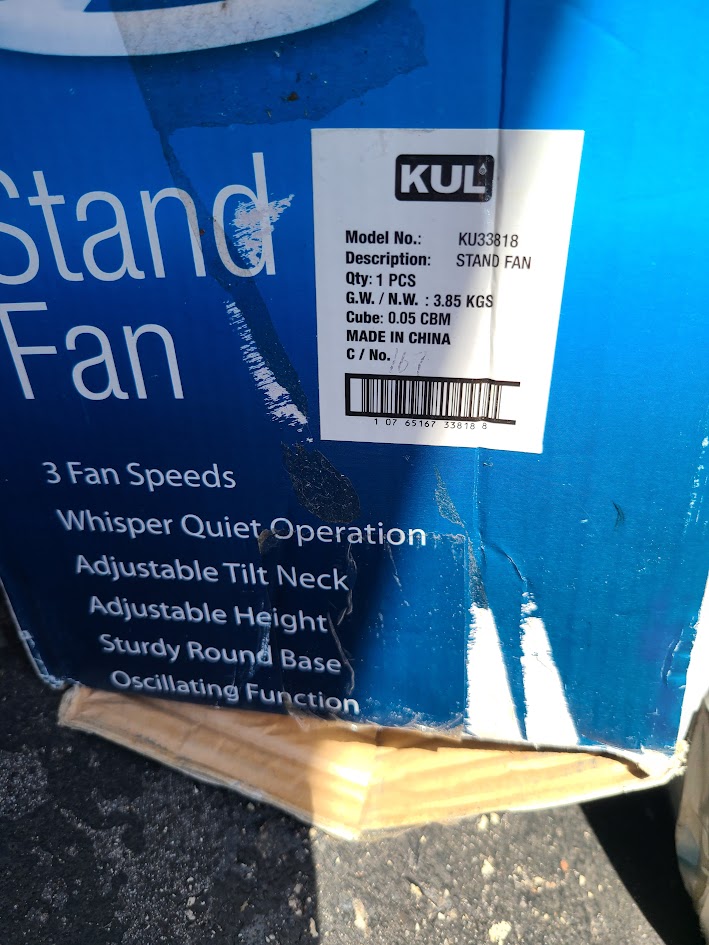 Stand
Fan
KUL
Model No.: KU33818
Description: STAND FAN
Qty: 1 PCS
G.W. / N.W. : 3.85 KGS
Cube: 0.05 CBM
MADE IN CHINA
C / No. 167
1 07 65167 33818 8
3 Fan Speeds
Whisper Quiet Operation
Adjustable Tilt Neck
Adjustable Height
Sturdy Round Base
Oscillating Function